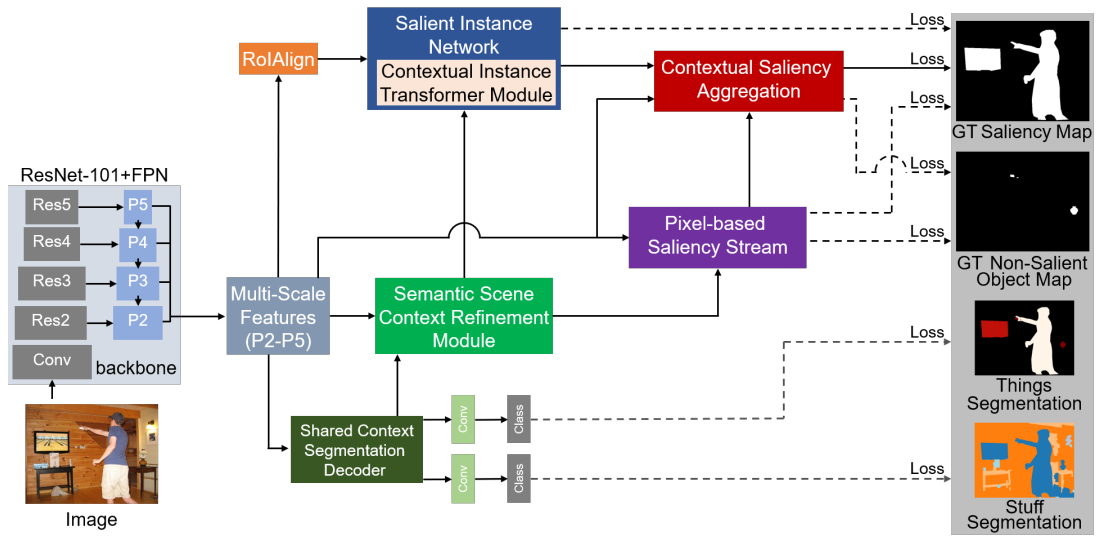 ResNet-101+FPN
Res5
P5
Res4
P4
Res3
P3
Res2
P2
Conv
backbone
Image
Multi-Scale
Features
(P2-P5)
RoIAlign
Salient Instance
Network
Contextual Instance
Transformer Module
Semantic Scene
Context Refinement
Module
Shared Context
Segmentation
Decoder
Conv
Class
Conv
Class
Contextual Saliency
Aggregation
Pixel-based
Saliency Stream
Loss
Loss
Loss
Loss
Loss
Loss
Loss
GT Saliency Map
GT Non-Salient
Object Map
Things
Segmentation
Stuff
Segmentation